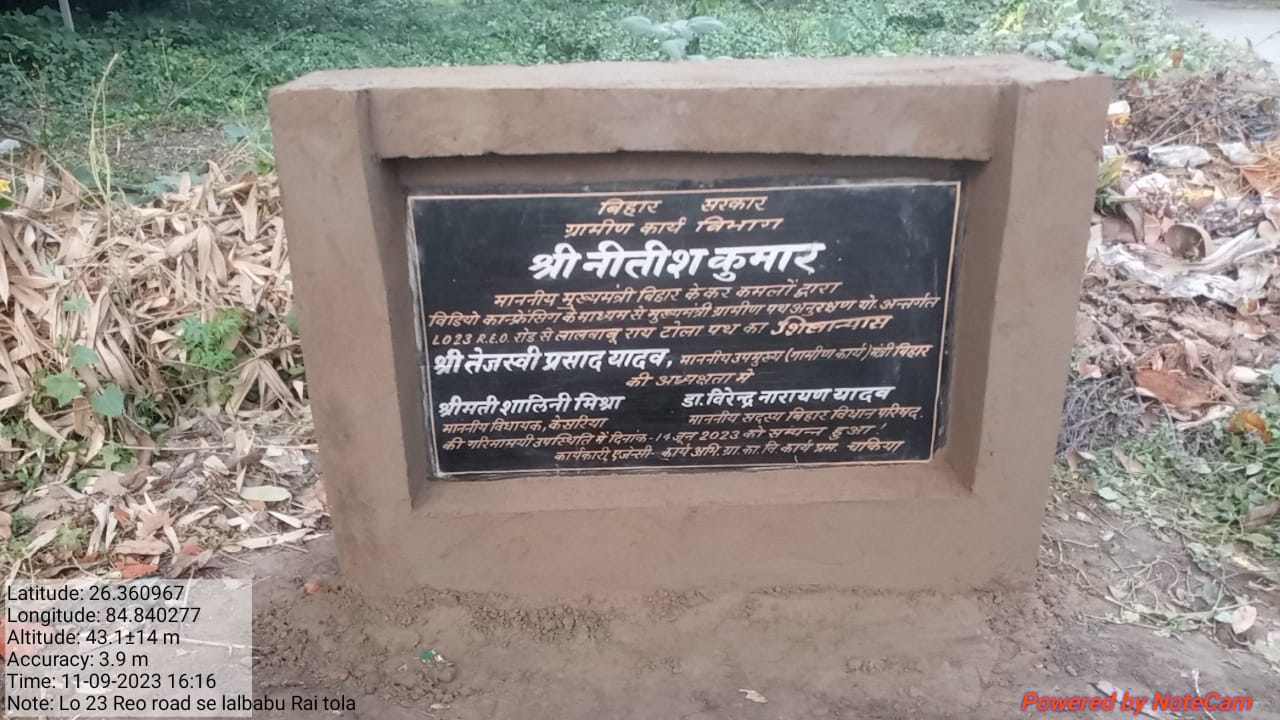 बिहार सरकार
ग्रामीण कार्य विभाग
श्री नीतीश कुमार
माननीय मुख्यमंत्री बिहार के कर कमलों द्वारा
विडियो कान्फ्रेंसिंग के माध्यम से मुख्यमंत्री ग्रामीण पथ अनुरक्षण यो. अन्तर्गत
L023 R.E.O. रोड से लालबाबू राय टोला पथ का शिलान्यास
श्री तेजस्वी प्रसाद यादव, माननीय उपमुख्य (ग्रामीण कार्य) मंत्री बिहार
की अध्यक्षता में
श्रीमती शालिनी मिश्रा डा. विरेन्द्र नारायण यादव
माननीय विधायक, केसरिया माननीय सदस्य बिहार विधान परिषद.
की गरिमामयी उपस्थिति में दिनांक-14 जून 2023 को सम्पन्न हुआ!
कार्यकारी एजेन्सी- कार्य अभि. ग्रा. का. वि. कार्य प्रम. चकिया
Latitude: 26.360967
Longitude: 84.840277
Altitude: 43.1±14 m
Accuracy: 3.9 m
Time: 11-09-2023 16:16
Note: Lo 23 Reo road se lalbabu Rai tola
Powered by NoteCam